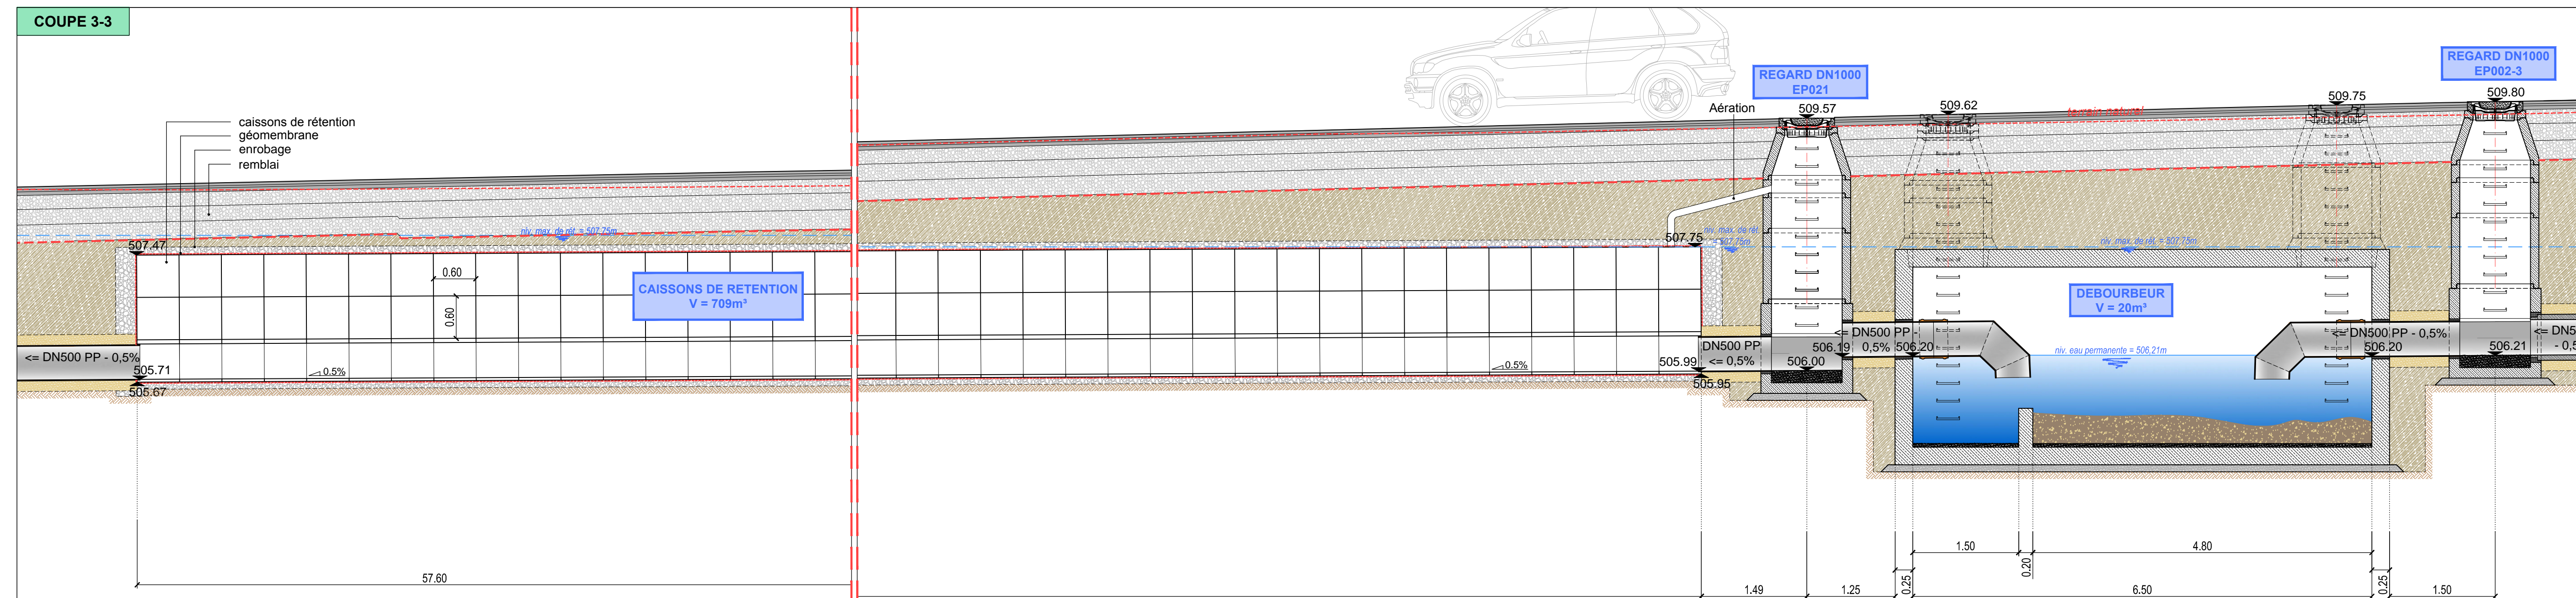 COUPE 3-3
caissons de rétention
géomembrane
enrobage
remblai
niv. max. de rét. = 507,75m
507.47
0.60
0.60
CAISSONS DE RETENTION
V = 709m³
<= DN500 PP - 0,5%
505.71
505.67
0.5%
57.60
Aération
REGARD DN1000
EP021
509.57
509.62
terrain naturel
509.75
REGARD DN1000
EP002-3
509.80
507.75
niv. max. de rét.
= 507,75m
niv. max. de rét. = 507,75m
DEBOURBEUR
V = 20m³
0.5%
505.99
505.95
DN500 PP
<= 0,5%
506.00
506.19
<= DN500 PP -
0,5%
506.20
niv. eau permanente = 506,21m
<= DN500 PP - 0,5%
506.20
506.21
<= DN5
- 0,5
1.50
0.20
4.80
1.49
1.25
0.25
6.50
0.25
1.50